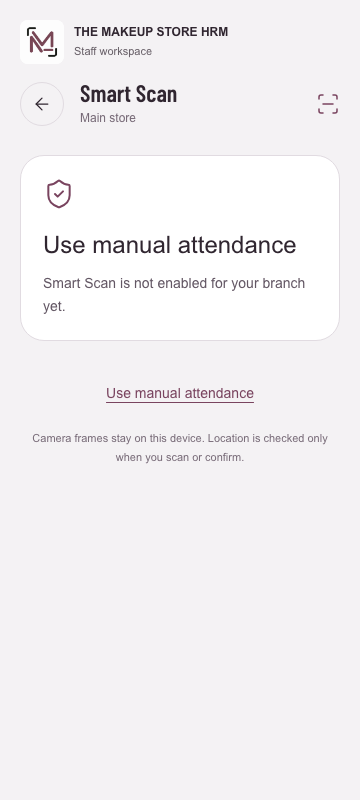 THE MAKEUP STORE HRM
Staff workspace
Smart Scan
Main store
Use manual attendance
Smart Scan is not enabled for your branch
yet.
Use manual attendance
Camera frames stay on this device. Location is checked only
when you scan or confirm.